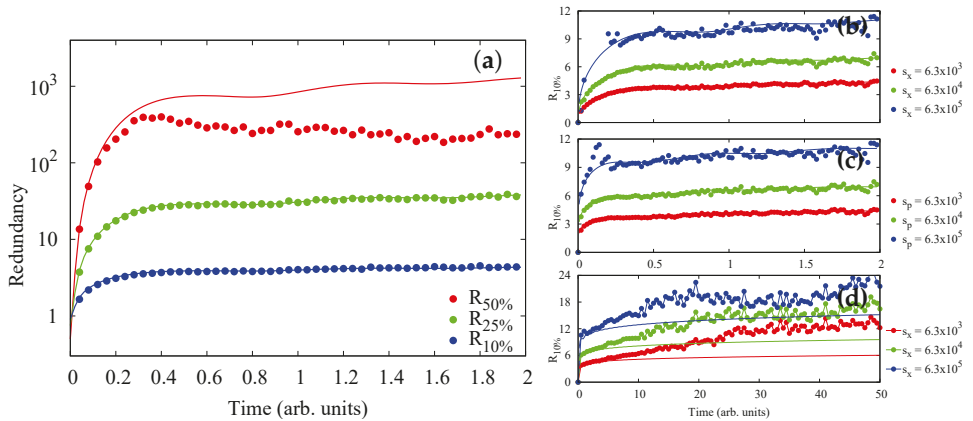 (a)
Redundancy
10³
10²
10
1
R50%
R25%
R10%
0 0.2 0.4 0.6 0.8 1 1.2 1.4 1.6 1.8 2
Time (arb. units)
(b)
R10%
12
9
6
3
0
sx = 6.3x10³
sx = 6.3x10⁴
sx = 6.3x10⁵
(c)
R10%
12
9
6
3
0
sp = 6.3x10³
sp = 6.3x10⁴
sp = 6.3x10⁵
0 0.5 1 1.5 2
(d)
R10%
24
18
12
6
0
sx = 6.3x10³
sx = 6.3x10⁴
sx = 6.3x10⁵
0 10 20 30 40 50
Time (arb. units)